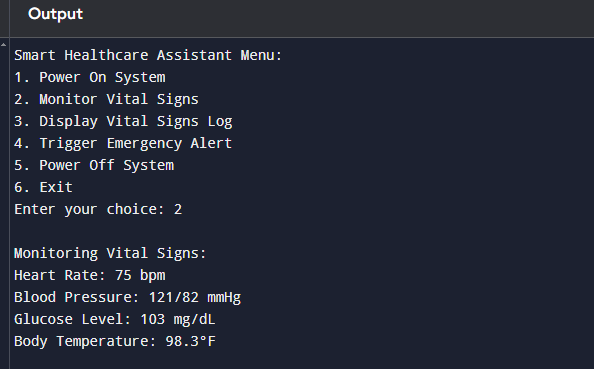 Output
Smart Healthcare Assistant Menu:
1. Power On System
2. Monitor Vital Signs
3. Display Vital Signs Log
4. Trigger Emergency Alert
5. Power Off System
6. Exit
Enter your choice: 2
Monitoring Vital Signs:
Heart Rate: 75 bpm
Blood Pressure: 121/82 mmHg
Glucose Level: 103 mg/dL
Body Temperature: 98.3°F